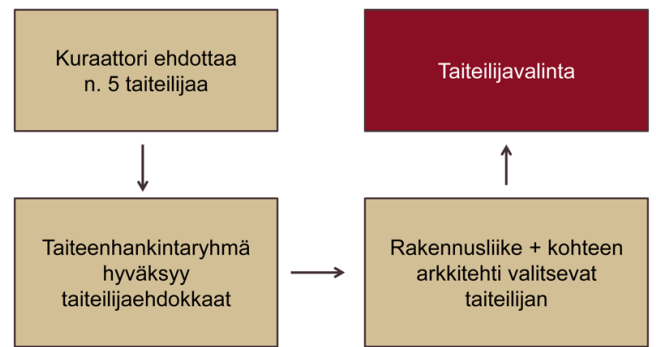 Kuraattori ehdottaa
n. 5 taiteilijaa
Taiteenhankintaryhmä
hyväksyy
taiteilijaehdokkaat
Rakennusliike + kohteen
arkkitehti valitsevat
taiteilijan
Taiteilijavalinta